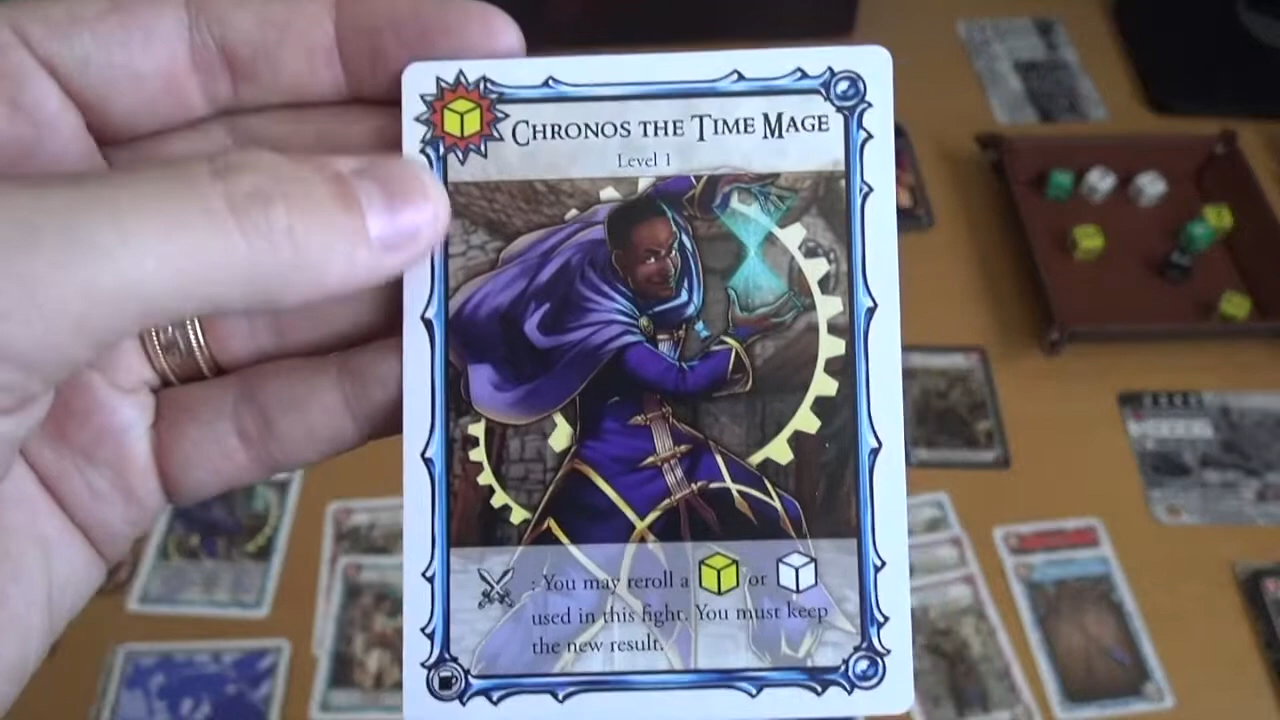 CHRONOS THE TIME MAGE
Level 1
: You may reroll a or
used in this fight. You must keep
the new result.